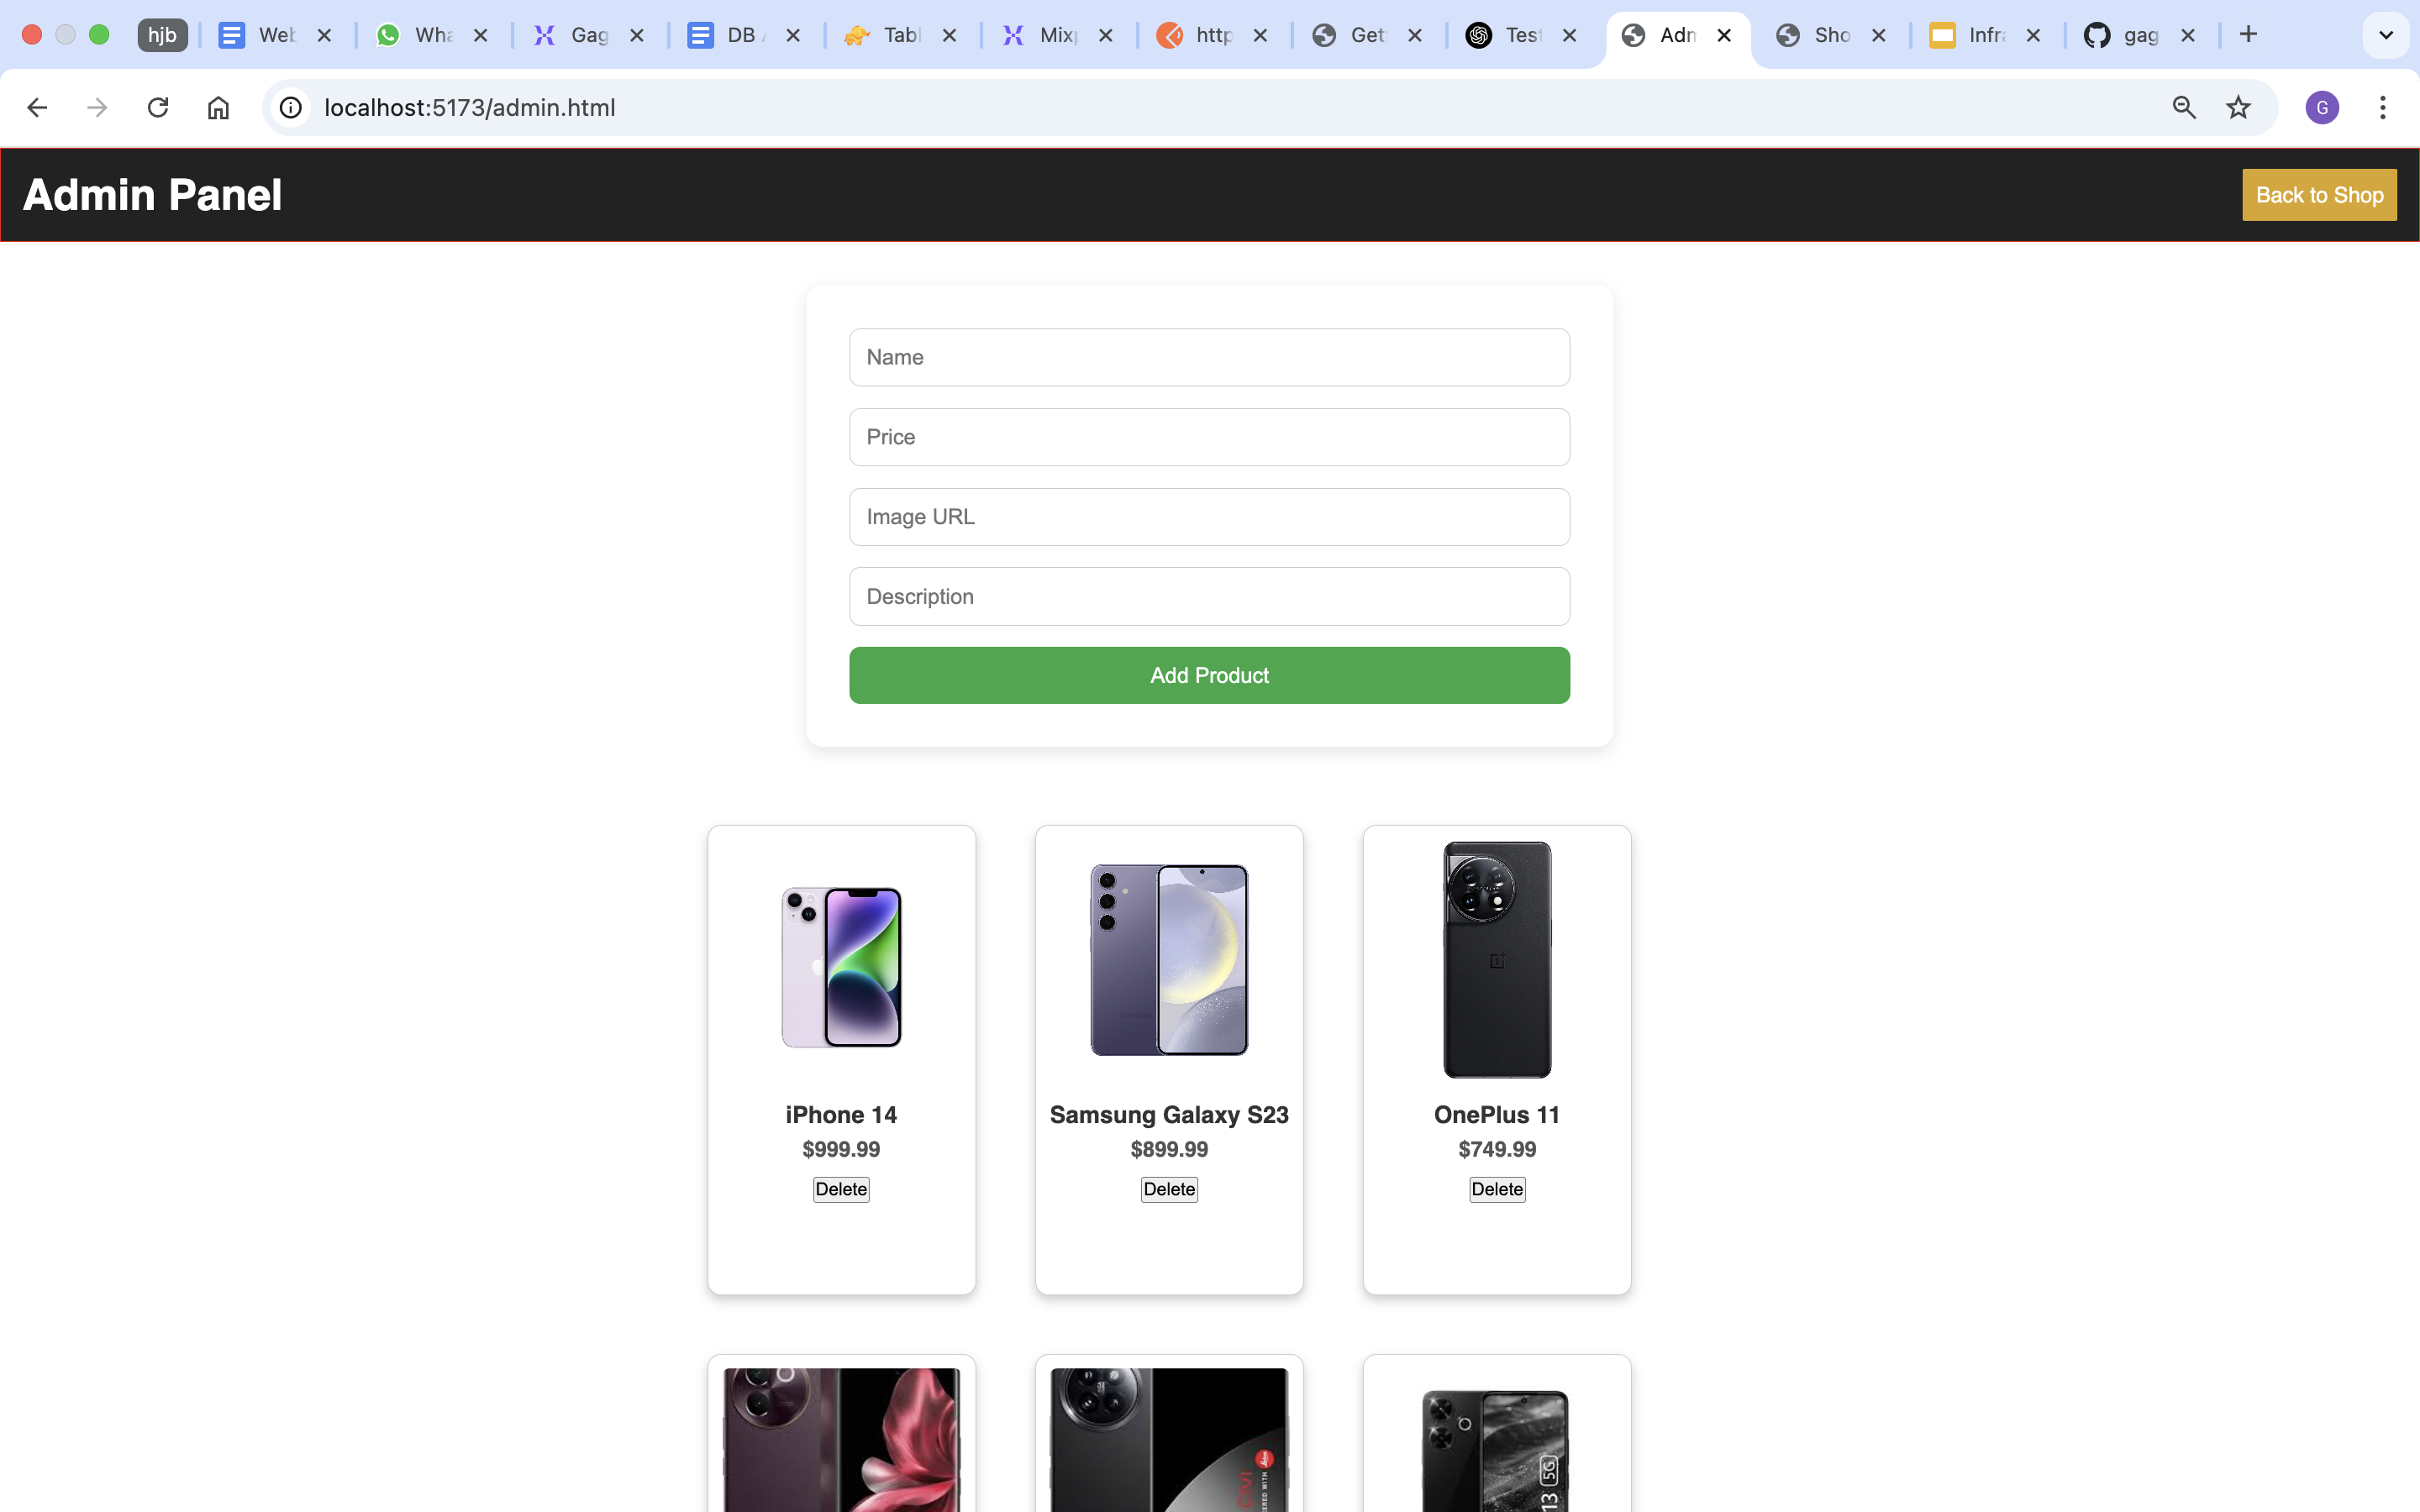 hjb Web Wha Gag DB / Tabl Mix http Get Test Adn Sho Infra gag
localhost:5173/admin.html G
Admin Panel Back to Shop
Name
Price
Image URL
Description
Add Product
iPhone 14
$999.99
Delete
Samsung Galaxy S23
$899.99
Delete
OnePlus 11
$749.99
Delete
13 5G